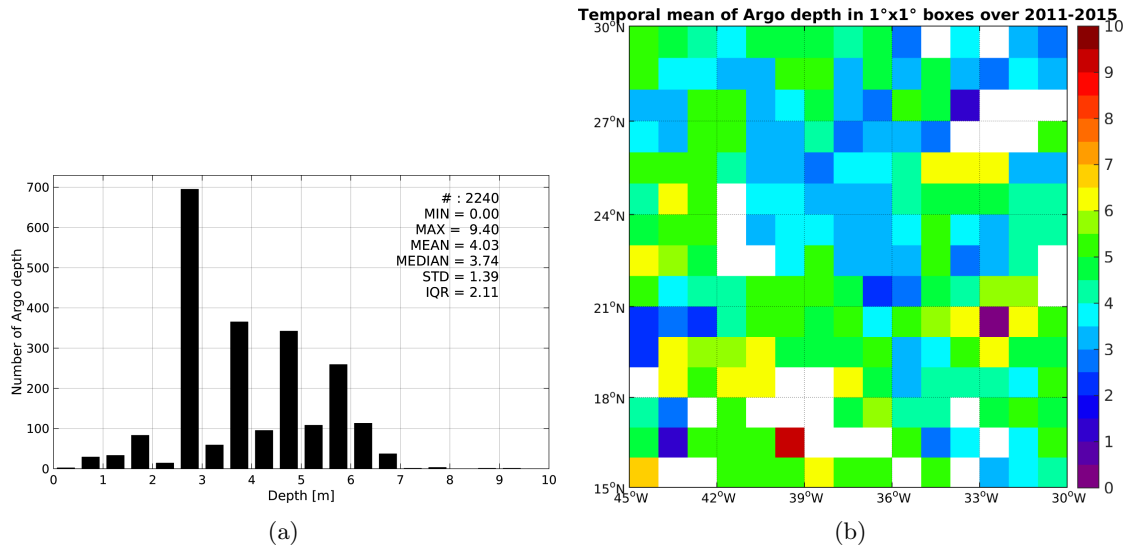 Temporal mean of Argo depth in 1°x1° boxes over 2011-2015
Number of Argo depth
700
600
500
400
300
200
100
0
# : 2240
MIN = 0.00
MAX = 9.40
MEAN = 4.03
MEDIAN = 3.74
STD = 1.39
IQR = 2.11
0 1 2 3 4 5 6 7 8 9 10
Depth [m]
(a)
30°N
27°N
24°N
21°N
18°N
15°N
45°W 42°W 39°W 36°W 33°W 30°W
10
9
8
7
6
5
4
3
2
1
0
(b)